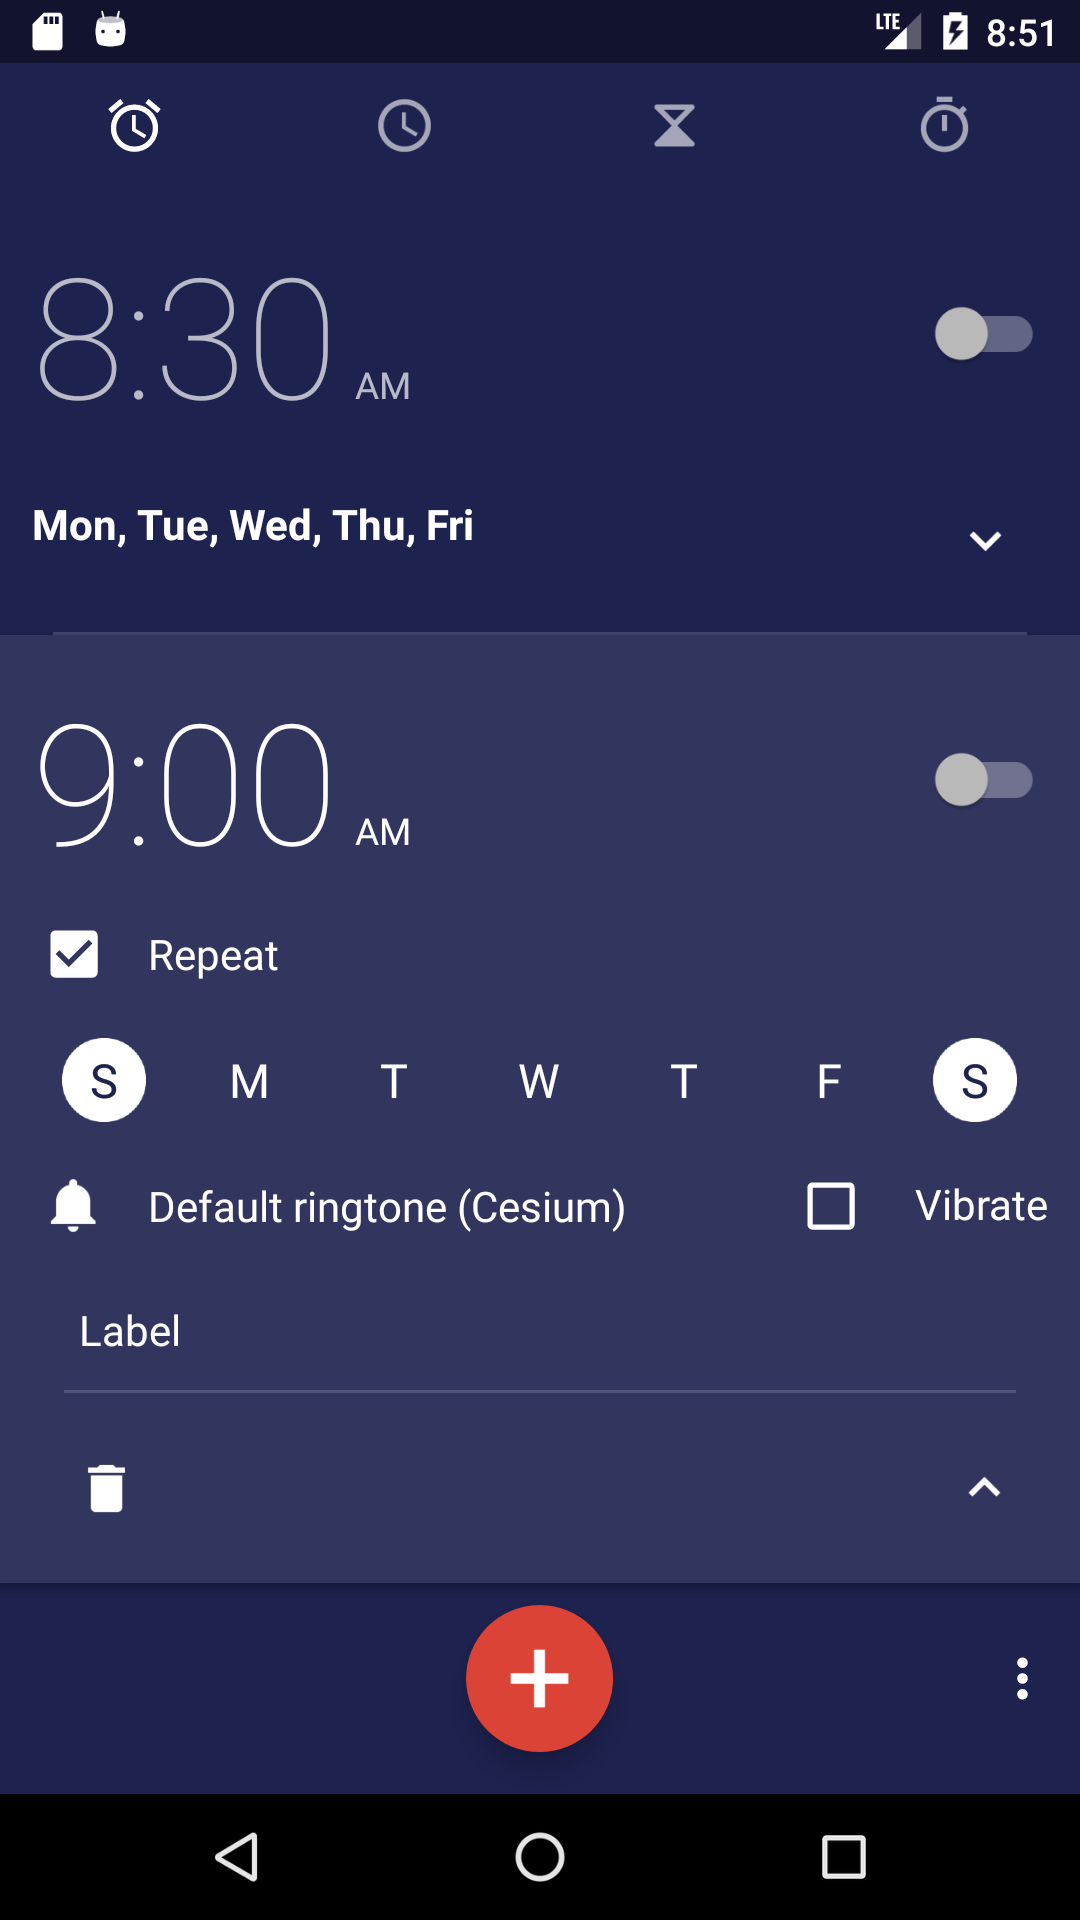 LTE 8:51
8:30 AM
Mon, Tue, Wed, Thu, Fri
9:00 AM
Repeat
S M T W T F S
Default ringtone (Cesium) Vibrate
Label